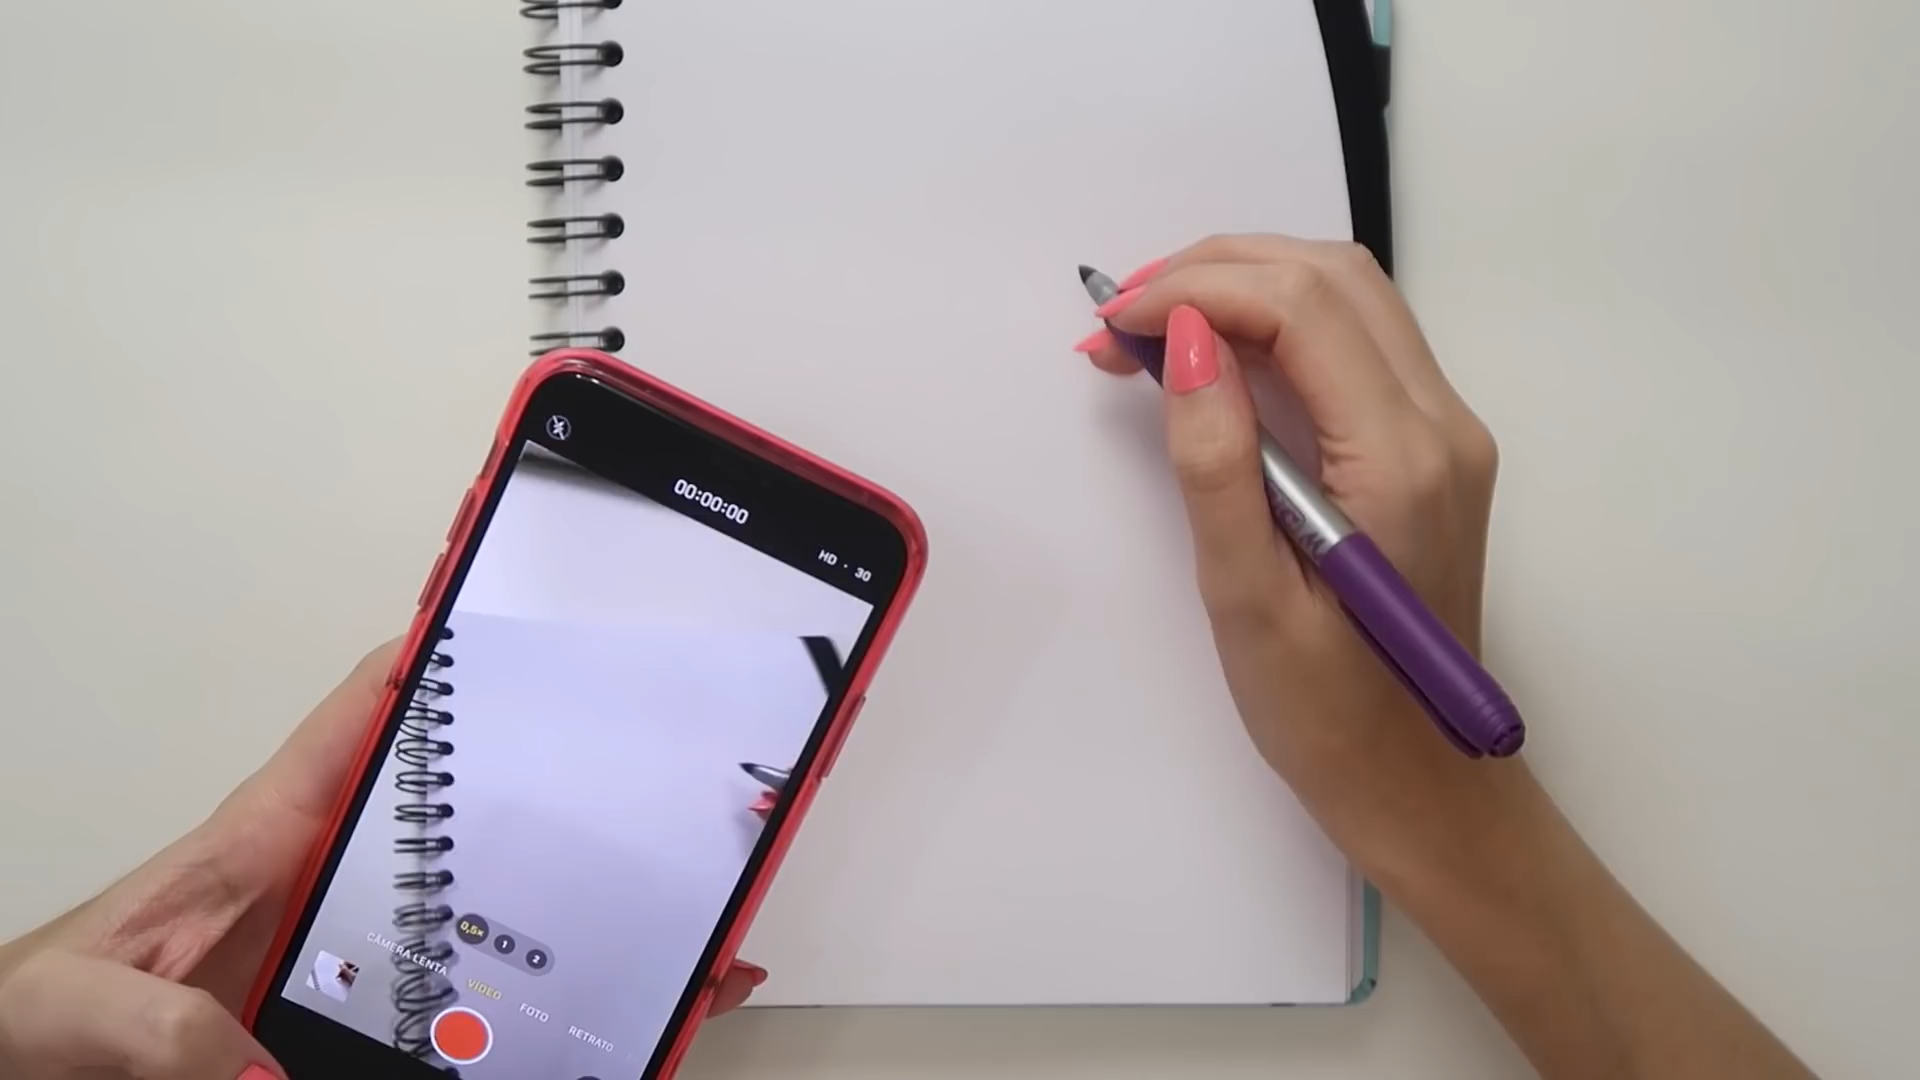 00:00:00
HD · 30
0,5×
1
2
CÂMERA LENTA
VÍDEO
FOTO
RETRATO